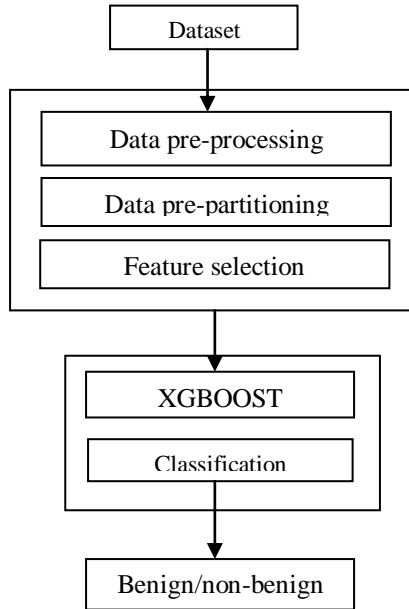 Dataset
Data pre-processing
Data pre-partitioning
Feature selection
XGBOOST
Classification
Benign/non-benign